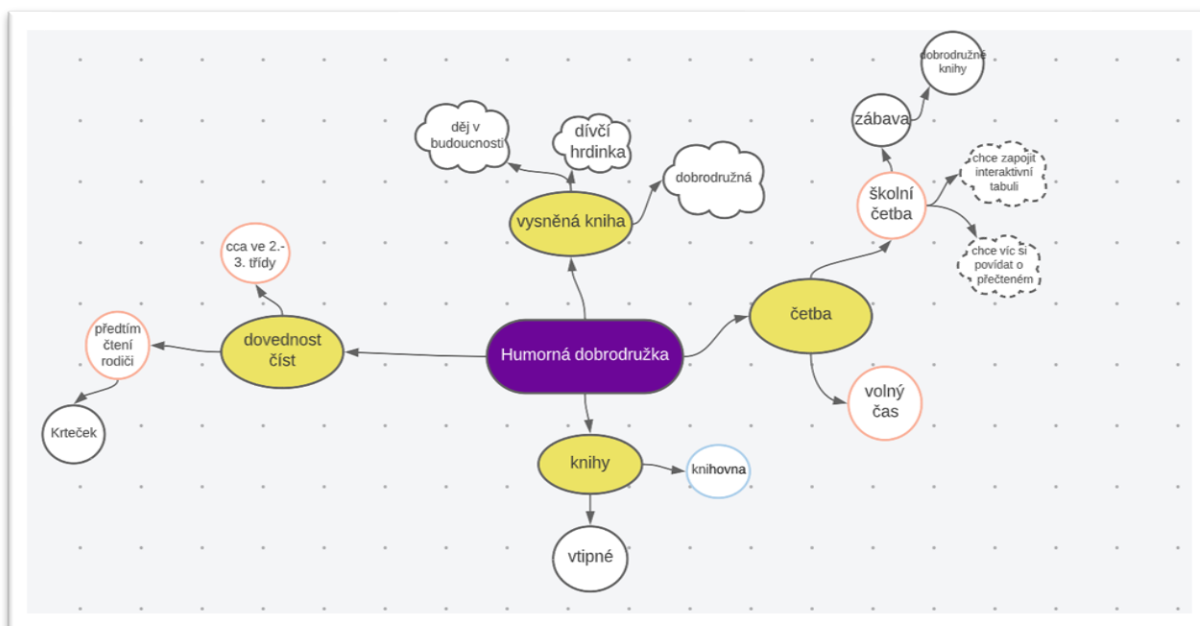 dobrodružné
knihy
zábava
děj v
budoucnosti
dívčí
hrdinka
dobrodružná
chce zapojit
interaktivní
tabuli
školní
četba
vysněná kniha
cca ve 2.-
3. třídy
chce víc si
povídat o
přečteném
četba
předtím
čtení
rodiči
dovednost
číst
Humorná dobrodružka
volný
čas
Krteček
knihy
knihovna
vtipné